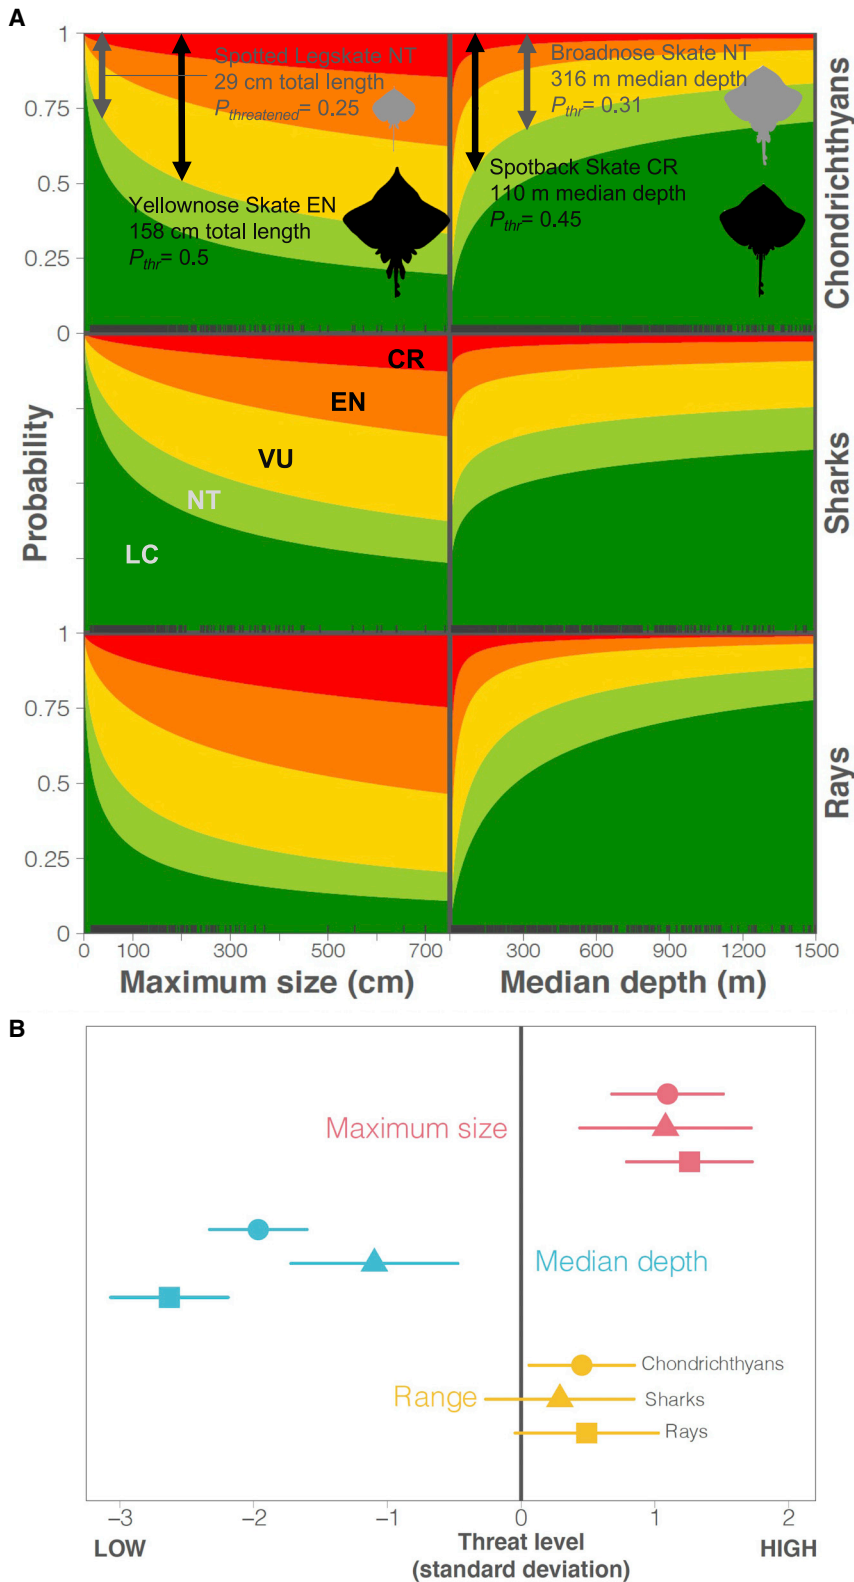 A
1
0.75
0.5
0.25
0
Spotted Legskate NT
29 cm total length
Pthreatened= 0.25
Yellownose Skate EN
158 cm total length
Pthr= 0.5
Broadnose Skate NT
316 m median depth
Pthr= 0.31
Spotback Skate CR
110 m median depth
Pthr= 0.45
Chondrichthyans
Probability
CR
EN
VU
NT
LC
Sharks
1
0.75
0.5
0.25
0
Rays
0 100 300 500 700
300 600 900 1200 1500
Maximum size (cm)
Median depth (m)
B
Maximum size
Median depth
Range
Chondrichthyans
Sharks
Rays
−3 −2 −1 0 1 2
LOW
Threat level
(standard deviation)
HIGH